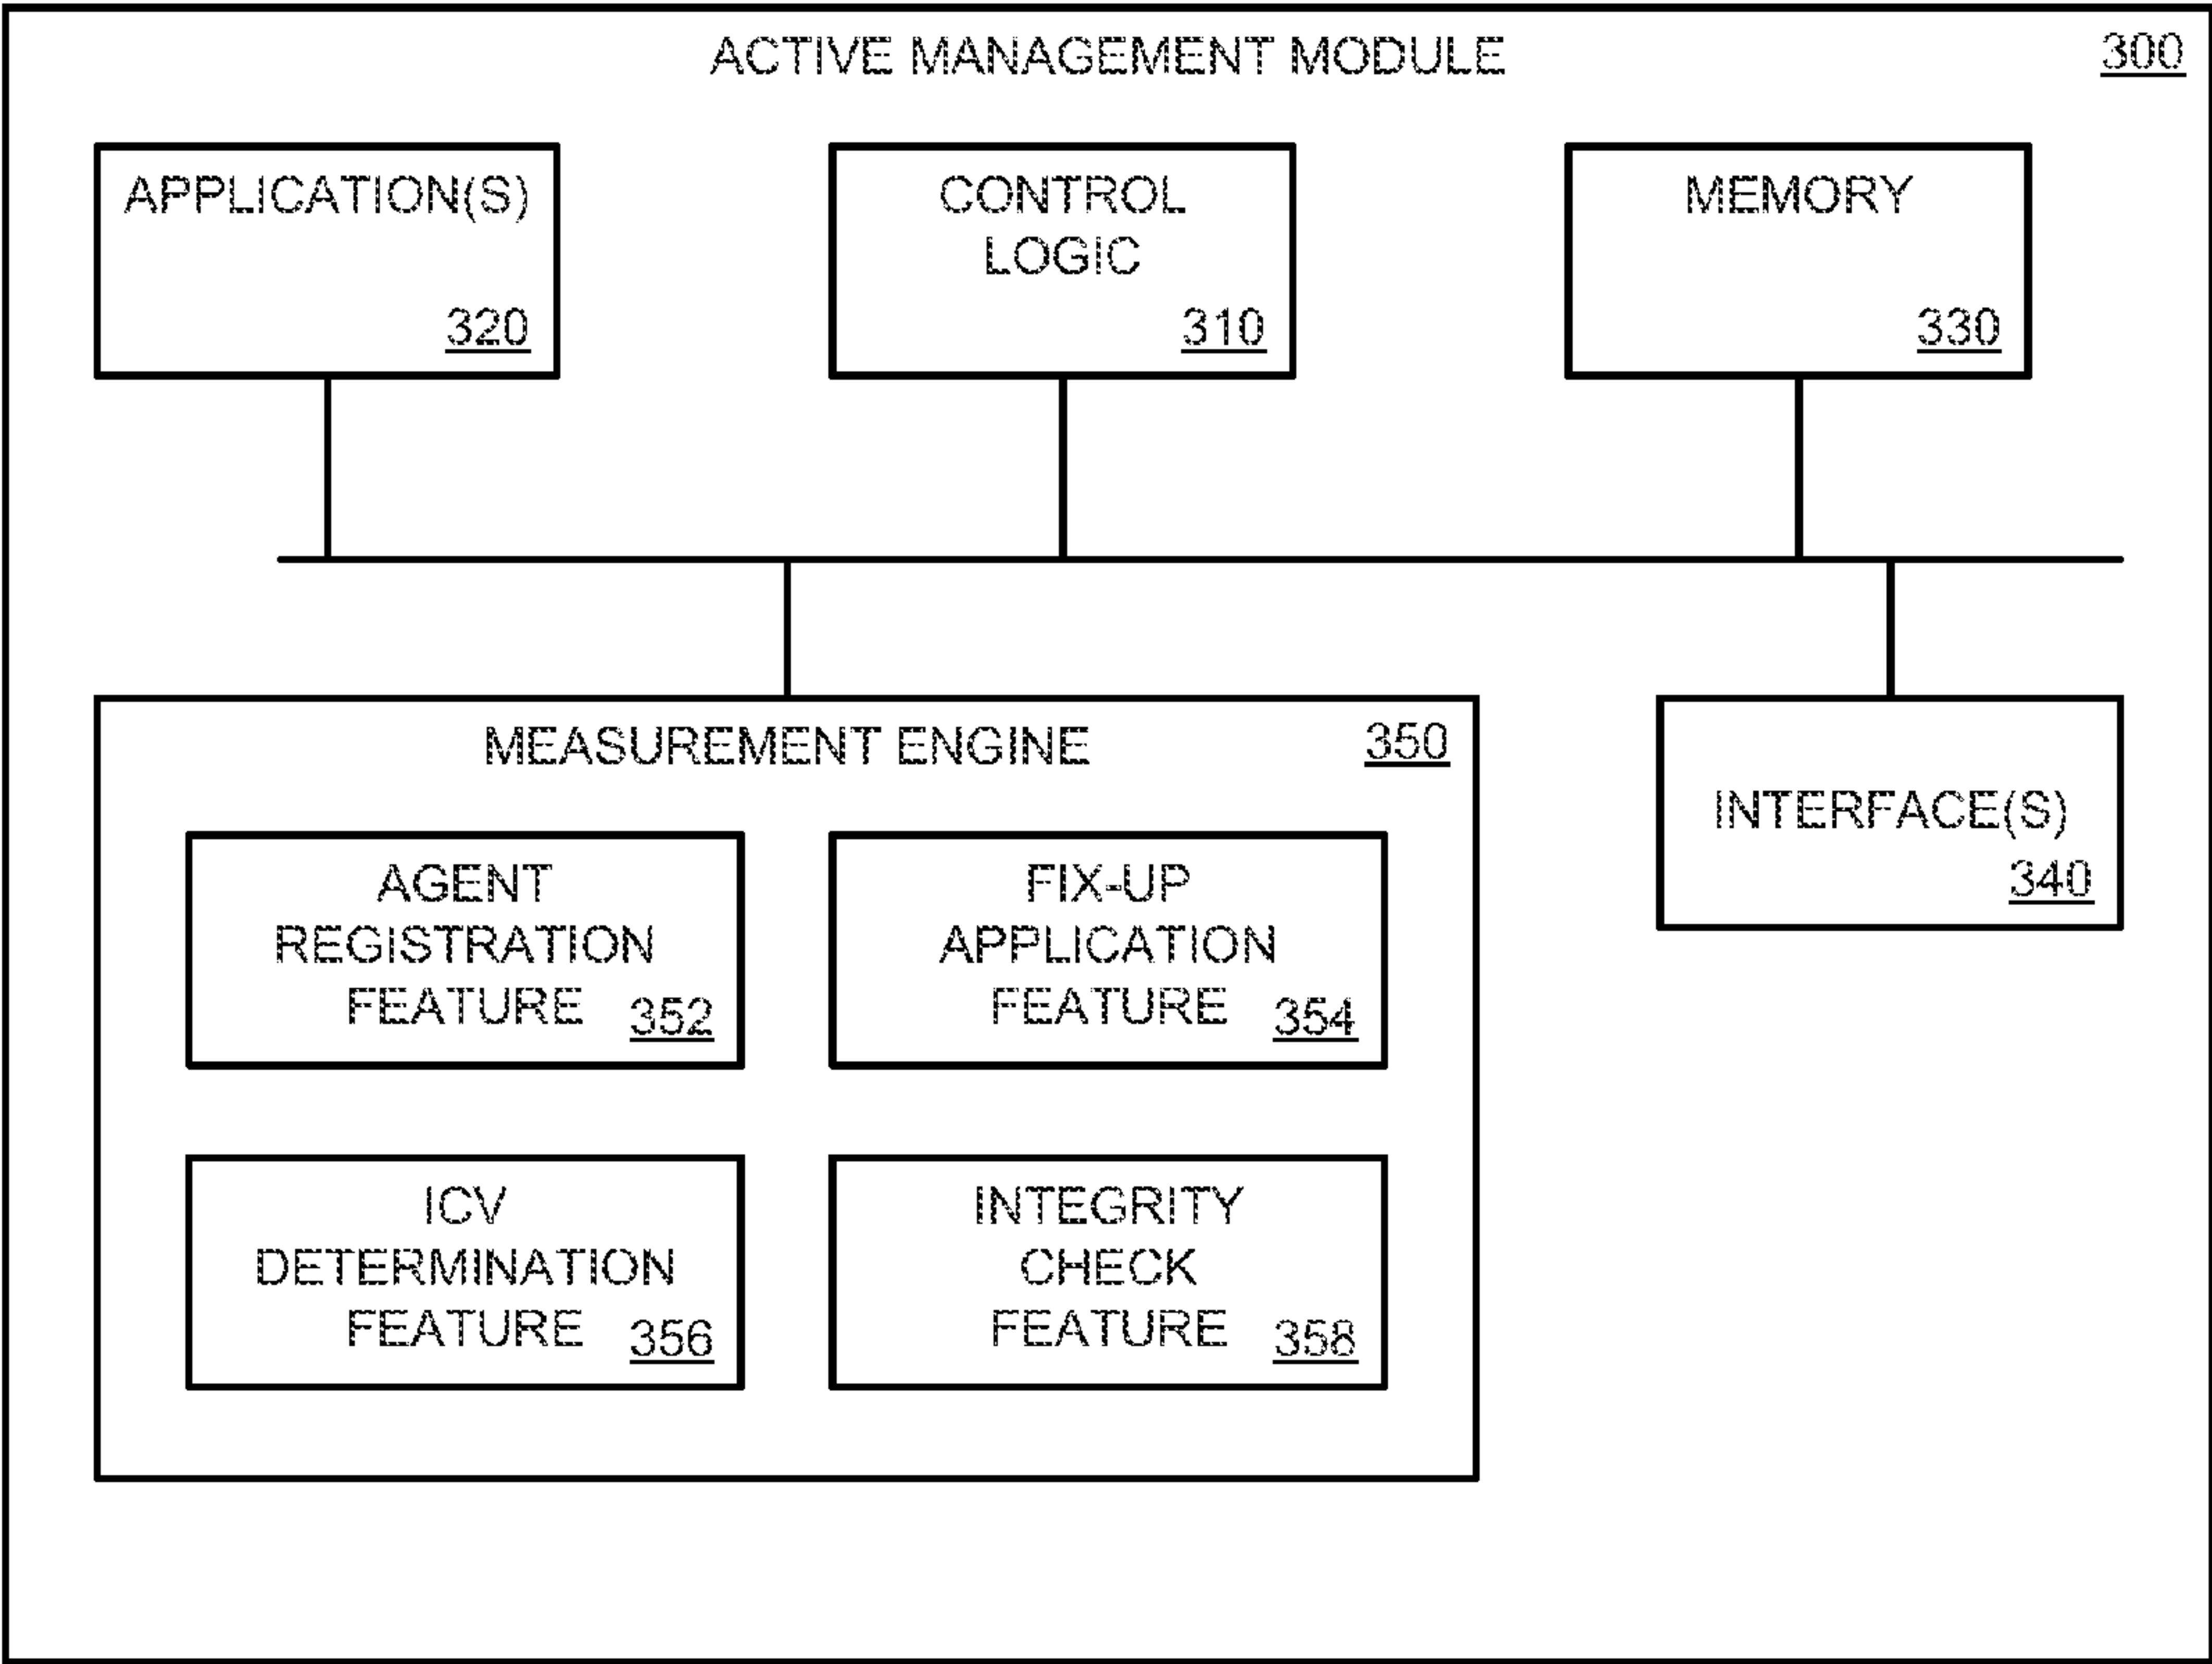 ACTIVE MANAGEMENT MODULE
300
APPLICATION(S)
320
CONTROL
LOGIC
310
MEMORY
330
MEASUREMENT ENGINE
350
AGENT
REGISTRATION
FEATURE
352
FIX-UP
APPLICATION
FEATURE
354
ICV
DETERMINATION
FEATURE
356
INTEGRITY
CHECK
FEATURE
358
INTERFACE(S)
340